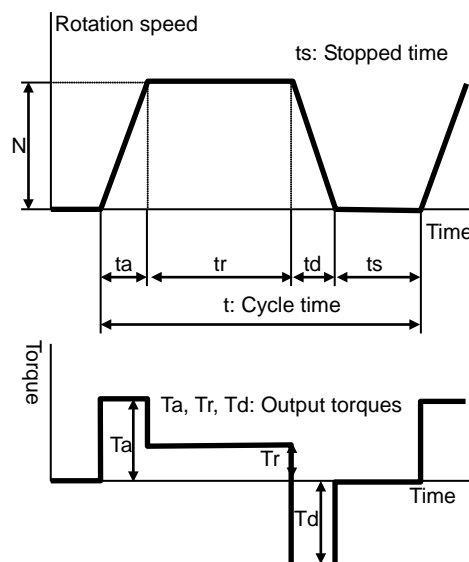 Rotation speed
ts: Stopped time
N
Time
ta tr td ts
t: Cycle time
Torque
Ta, Tr, Td: Output torques
Ta
Tr
Time
Td